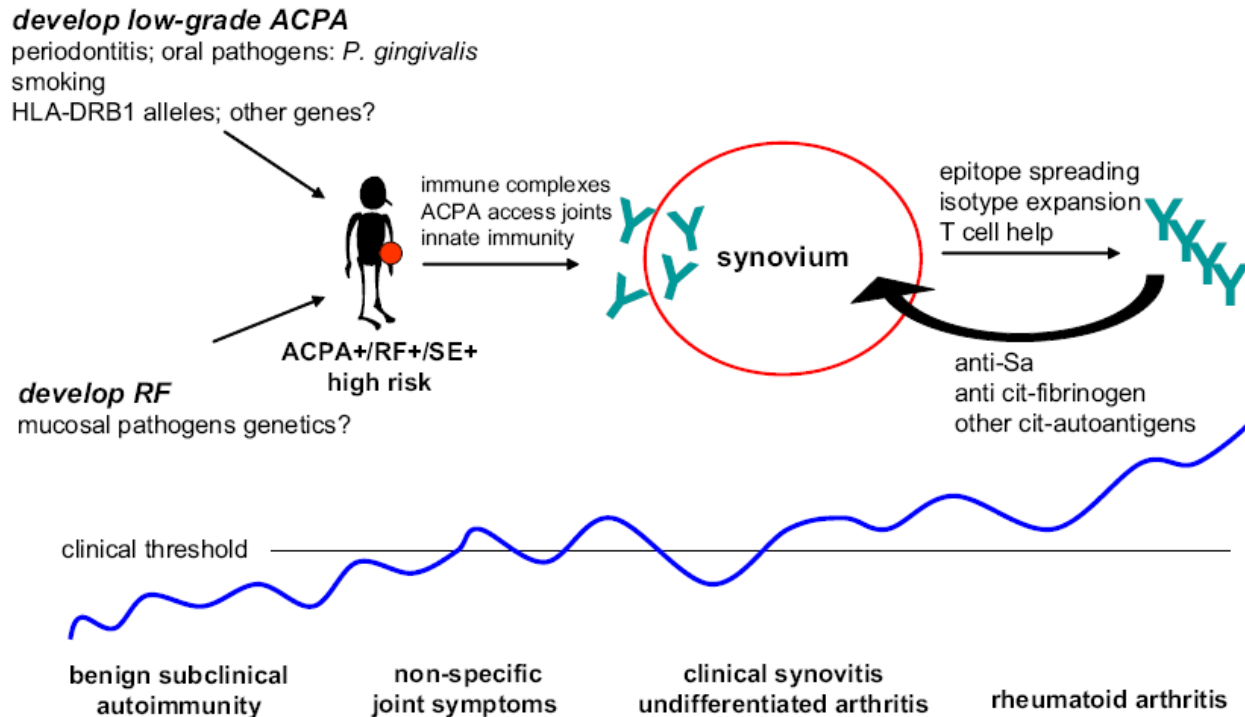 develop low-grade ACPA
periodontitis; oral pathogens: P. gingivalis
smoking
HLA-DRB1 alleles; other genes?
immune complexes
ACPA access joints
innate immunity
synovium
epitope spreading
isotype expansion
T cell help
ACPA+/RF+/SE+
high risk
anti-Sa
anti cit-fibrinogen
other cit-autoantigens
develop RF
mucosal pathogens genetics?
clinical threshold
benign subclinical
autoimmunity
non-specific
joint symptoms
clinical synovitis
undifferentiated arthritis
rheumatoid arthritis